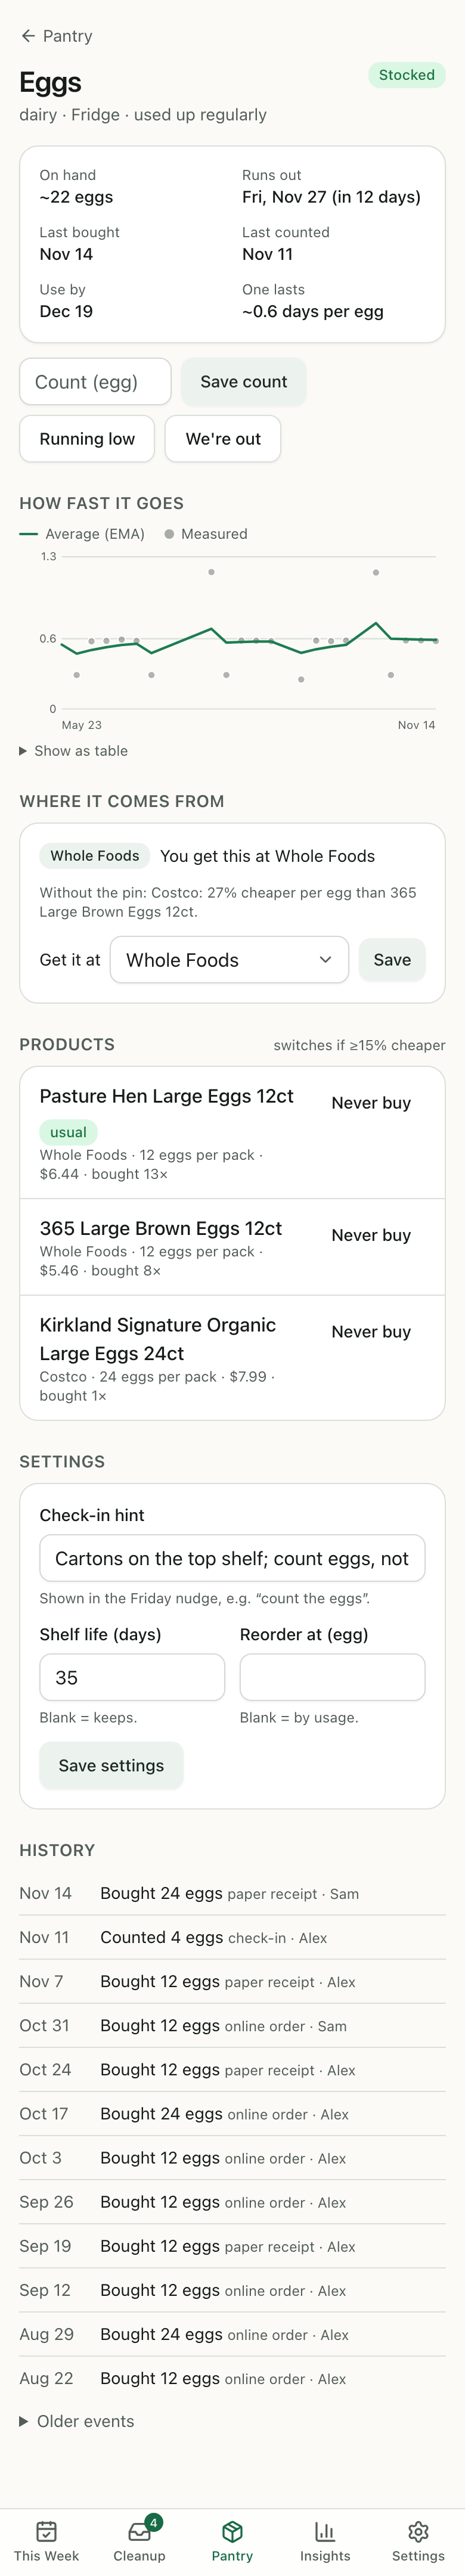 Pantry
Eggs
Stocked
dairy · Fridge · used up regularly
On hand
~22 eggs
Runs out
Fri, Nov 27 (in 12 days)
Last bought
Nov 14
Last counted
Nov 11
Use by
Dec 19
One lasts
~0.6 days per egg
Count (egg)
Save count
Running low
We're out
HOW FAST IT GOES
Average (EMA)
Measured
1.3
0.6
0
May 23
Nov 14
Show as table
WHERE IT COMES FROM
Whole Foods
You get this at Whole Foods
Without the pin: Costco: 27% cheaper per egg than 365
Large Brown Eggs 12ct.
Get it at
Whole Foods
Save
PRODUCTS
switches if ≥15% cheaper
Pasture Hen Large Eggs 12ct
Never buy
usual
Whole Foods · 12 eggs per pack ·
$6.44 · bought 13×
365 Large Brown Eggs 12ct
Never buy
Whole Foods · 12 eggs per pack ·
$5.46 · bought 8×
Kirkland Signature Organic
Large Eggs 24ct
Never buy
Costco · 24 eggs per pack · $7.99 ·
bought 1×
SETTINGS
Check-in hint
Cartons on the top shelf; count eggs, not
Shown in the Friday nudge, e.g. “count the eggs”.
Shelf life (days)
Reorder at (egg)
35
Blank = keeps.
Blank = by usage.
Save settings
HISTORY
Nov 14 Bought 24 eggs paper receipt · Sam
Nov 11 Counted 4 eggs check-in · Alex
Nov 7 Bought 12 eggs paper receipt · Alex
Oct 31 Bought 12 eggs online order · Sam
Oct 24 Bought 12 eggs paper receipt · Alex
Oct 17 Bought 24 eggs online order · Alex
Oct 3 Bought 12 eggs online order · Alex
Sep 26 Bought 12 eggs online order · Alex
Sep 19 Bought 12 eggs paper receipt · Alex
Sep 12 Bought 12 eggs online order · Alex
Aug 29 Bought 24 eggs online order · Alex
Aug 22 Bought 12 eggs online order · Alex
Older events
4
This Week
Cleanup
Pantry
Insights
Settings